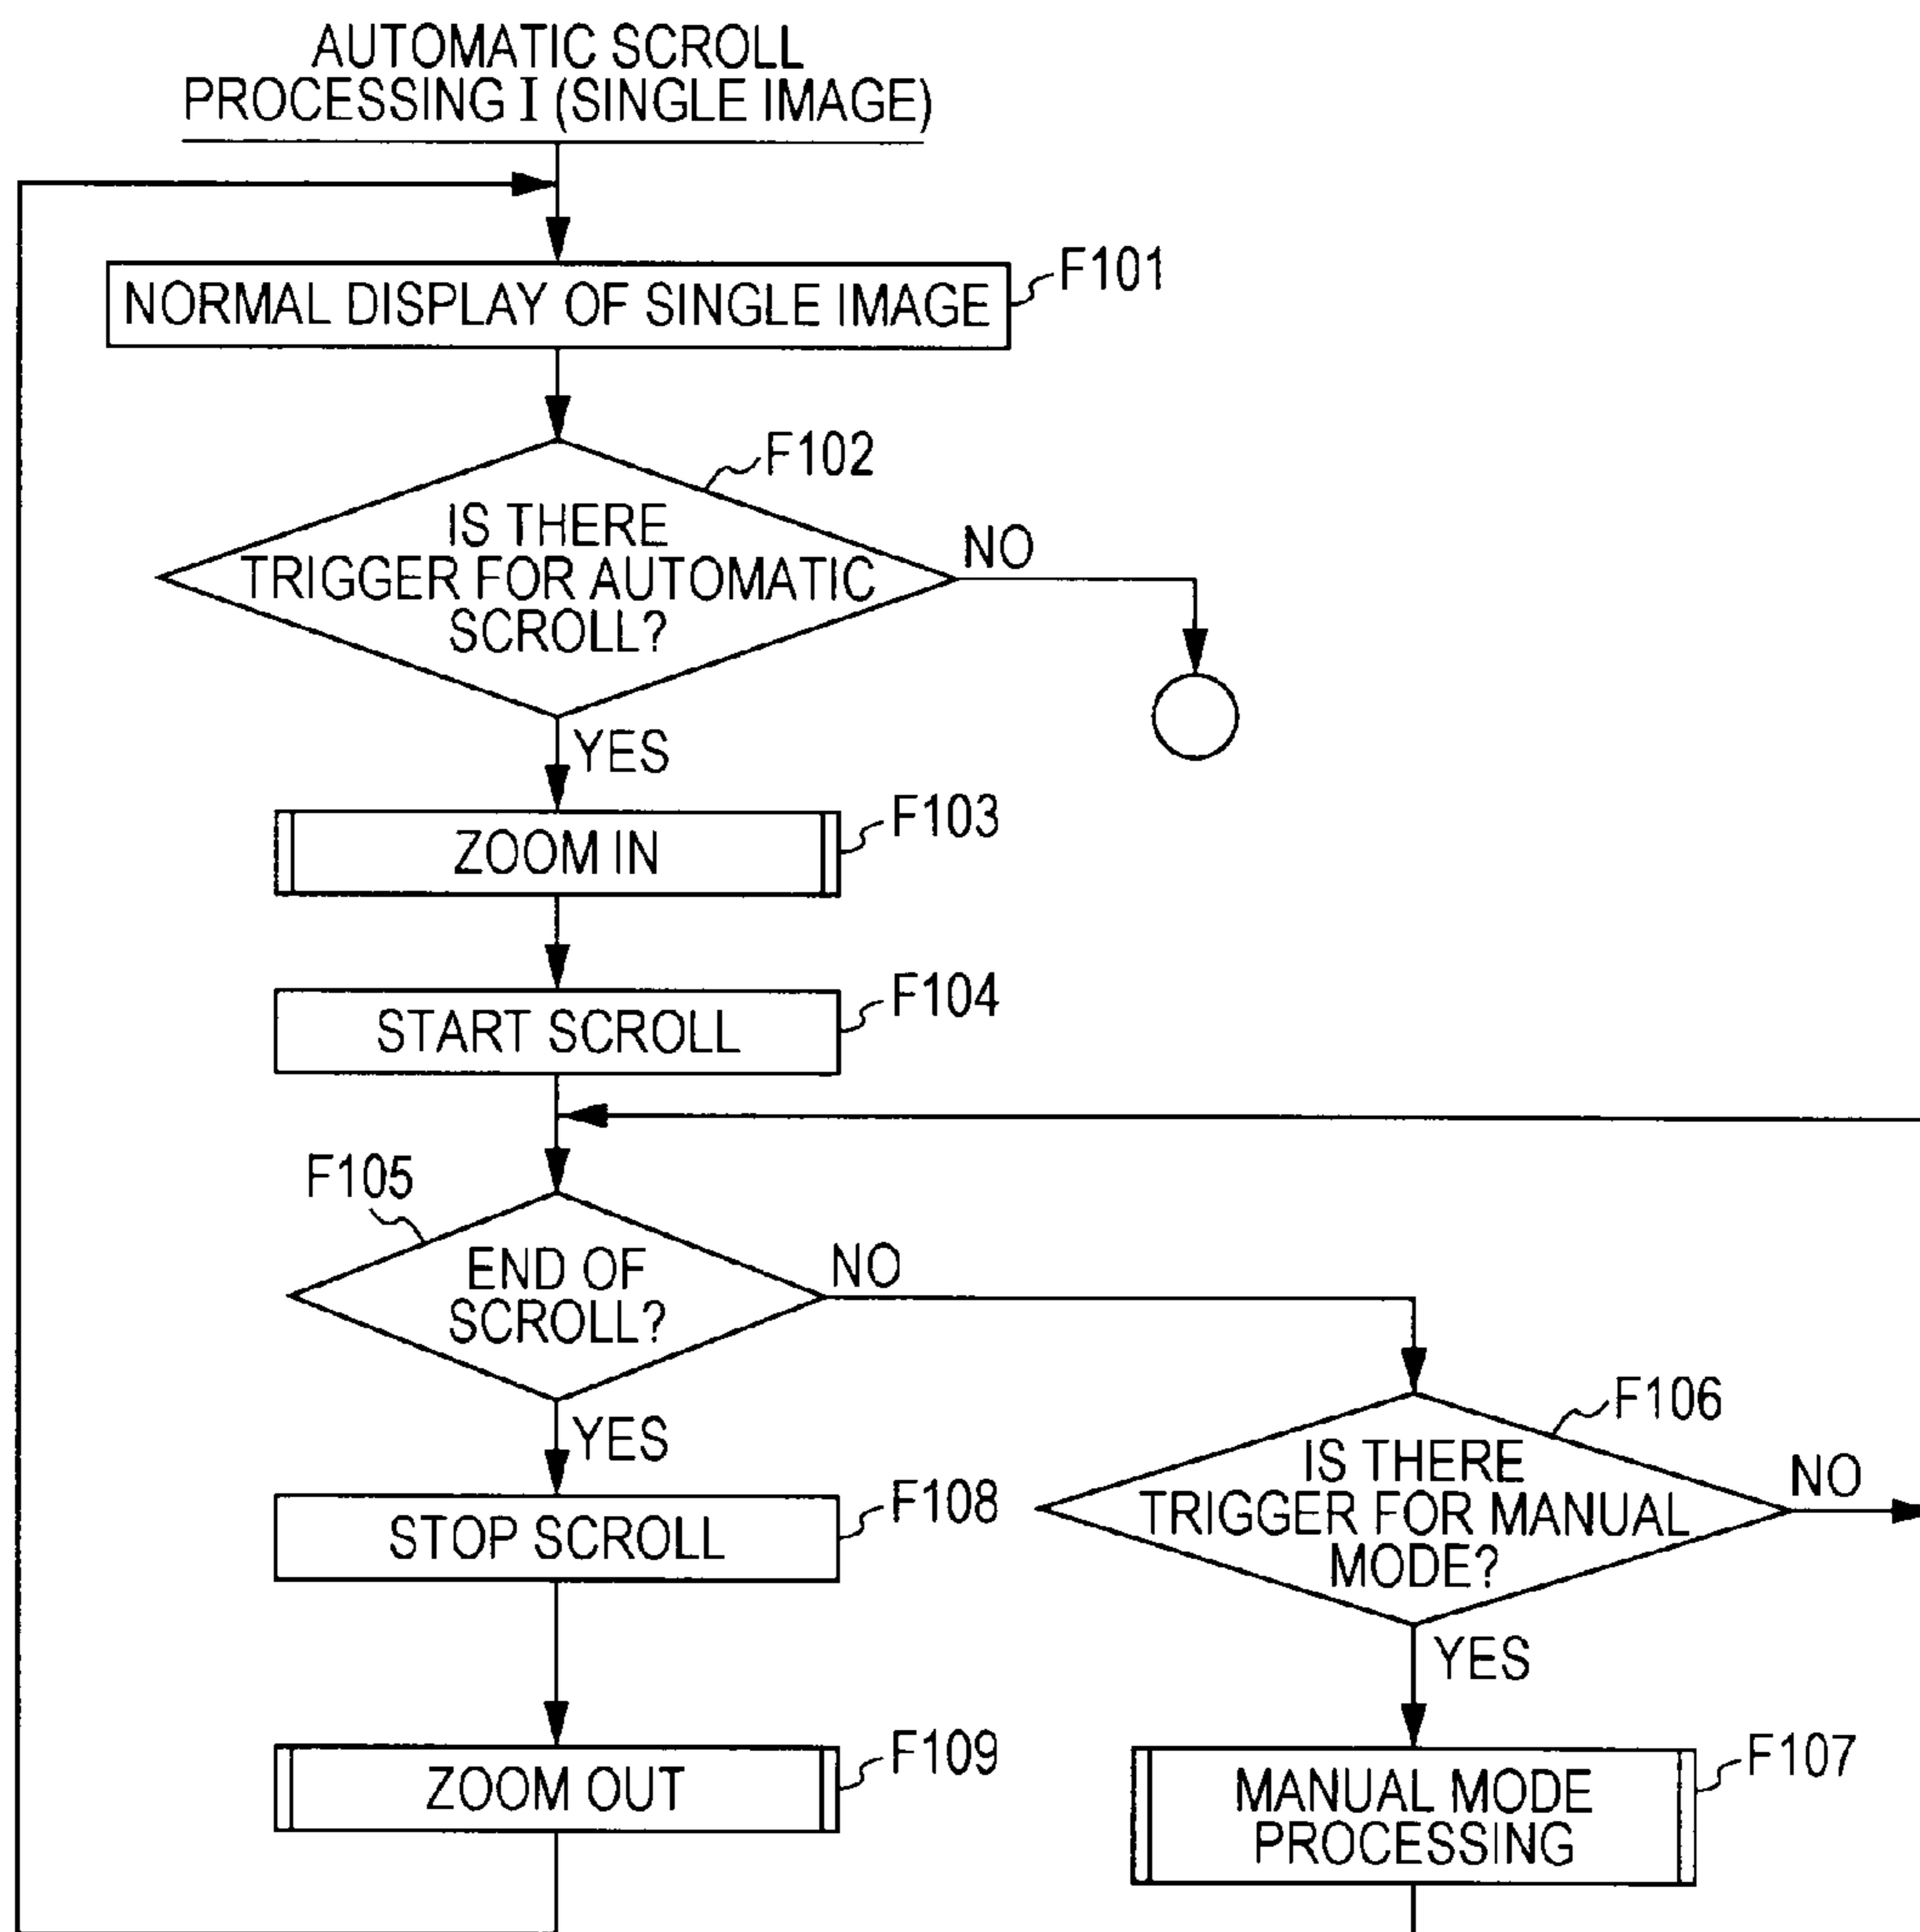 AUTOMATIC SCROLL
PROCESSING I (SINGLE IMAGE)
NORMAL DISPLAY OF SINGLE IMAGE
F101
F102
IS THERE
TRIGGER FOR AUTOMATIC
SCROLL?
NO
YES
ZOOM IN
F103
START SCROLL
F104
F105
END OF
SCROLL?
NO
YES
F106
IS THERE
TRIGGER FOR MANUAL
MODE?
NO
YES
STOP SCROLL
F108
ZOOM OUT
F109
MANUAL MODE
PROCESSING
F107